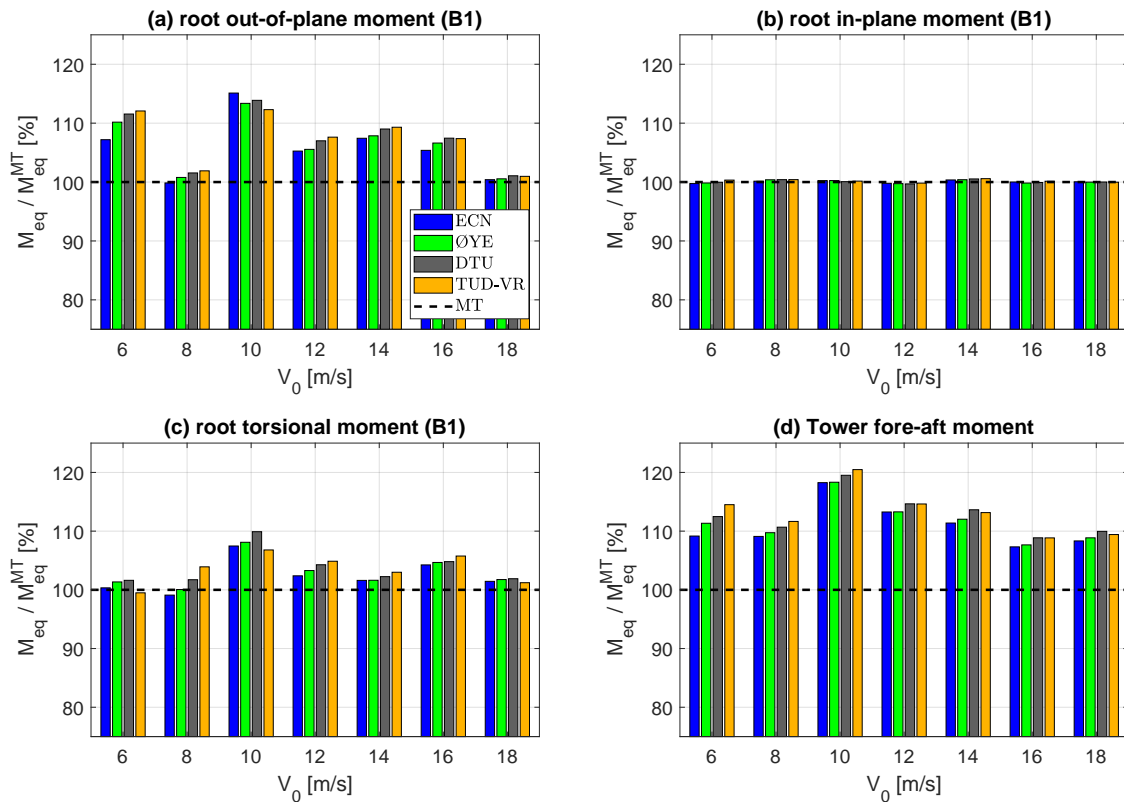 (a) root out-of-plane moment (B1)
120
110
100
90
80
M_eq / M_eq^MT [%]
ECN
ØYE
DTU
TUD-VR
MT
6 8 10 12 14 16 18
V_0 [m/s]
(b) root in-plane moment (B1)
120
110
100
90
80
M_eq / M_eq^MT [%]
6 8 10 12 14 16 18
V_0 [m/s]
(c) root torsional moment (B1)
120
110
100
90
80
M_eq / M_eq^MT [%]
6 8 10 12 14 16 18
V_0 [m/s]
(d) Tower fore-aft moment
120
110
100
90
80
M_eq / M_eq^MT [%]
6 8 10 12 14 16 18
V_0 [m/s]